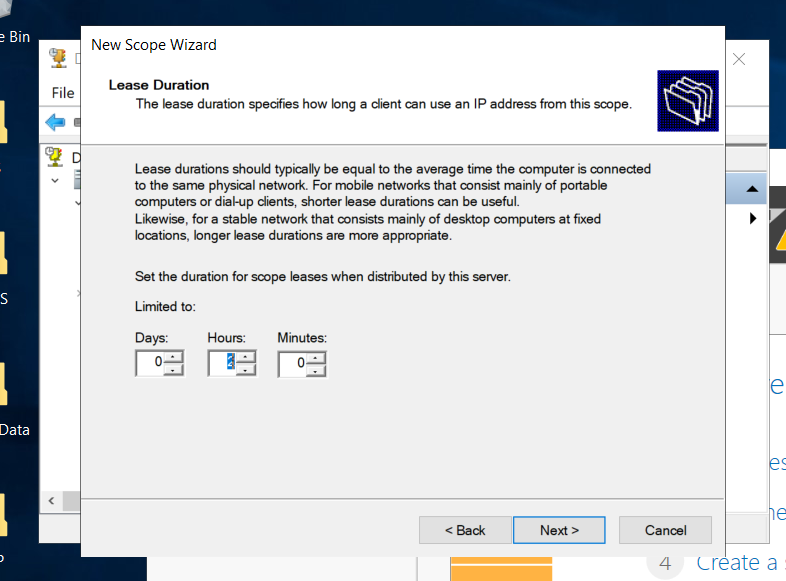 e Bin
New Scope Wizard
Lease Duration
The lease duration specifies how long a client can use an IP address from this scope.
File
D
Lease durations should typically be equal to the average time the computer is connected
to the same physical network. For mobile networks that consist mainly of portable
computers or dial-up clients, shorter lease durations can be useful.
Likewise, for a stable network that consists mainly of desktop computers at fixed
locations, longer lease durations are more appropriate.
Set the duration for scope leases when distributed by this server.
S
Limited to:
Days: Hours: Minutes:
0 2 0
re
Data
es
ne
< Back Next > Cancel
4 Create a s